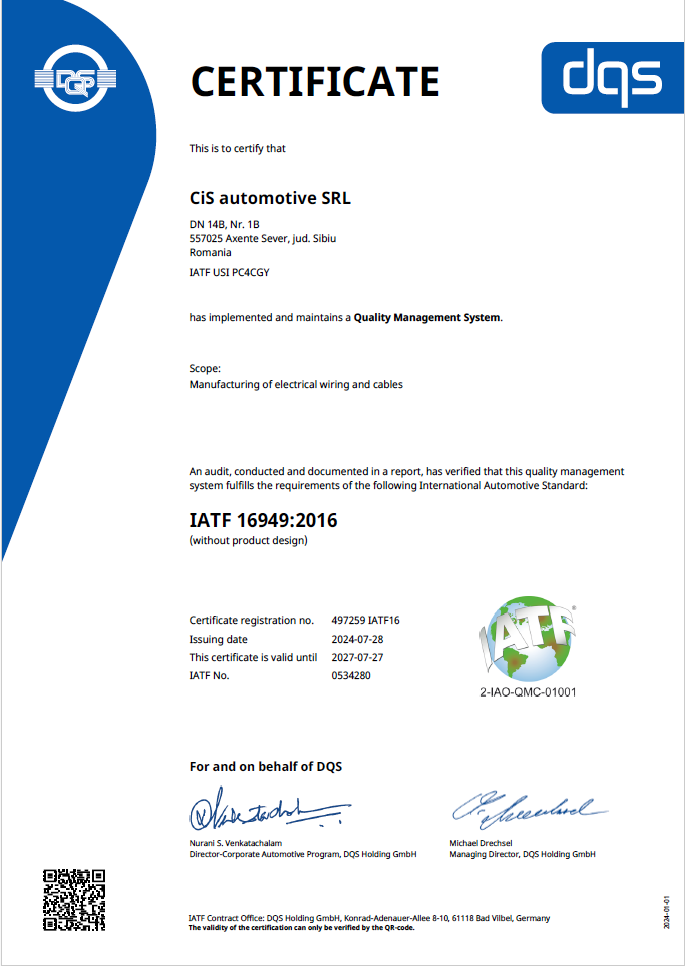 DQS
CERTIFICATE
dqs
This is to certify that
CiS automotive SRL
DN 14B, Nr. 1B
557025 Axente Sever, jud. Sibiu
Romania
IATF USI PC4CGY
has implemented and maintains a Quality Management System.
Scope:
Manufacturing of electrical wiring and cables
An audit, conducted and documented in a report, has verified that this quality management
system fulfills the requirements of the following International Automotive Standard:
IATF 16949:2016
(without product design)
Certificate registration no. 497259 IATF16
Issuing date 2024-07-28
This certificate is valid until 2027-07-27
IATF No. 0534280
IATF®
2-IAO-QMC-01001
For and on behalf of DQS
Nurani S. Venkatachalam
Director-Corporate Automotive Program, DQS Holding GmbH
Michael Drechsel
Managing Director, DQS Holding GmbH
IATF Contract Office: DQS Holding GmbH, Konrad-Adenauer-Allee 8-10, 61118 Bad Vilbel, Germany
The validity of the certification can only be verified by the QR-code.
2024-01-01